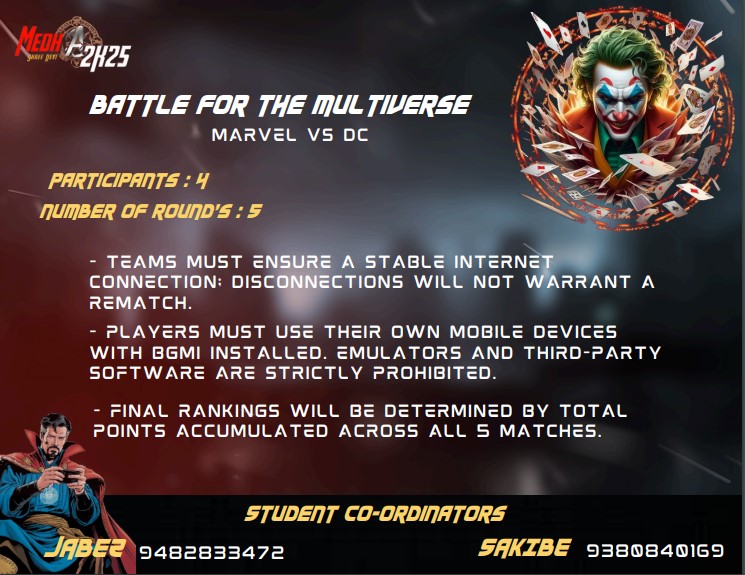 MEDHA
SHREE DEVI
2K25
BATTLE FOR THE MULTIVERSE
MARVEL VS DC
PARTICIPANTS : 4
NUMBER OF ROUND'S : 5
- TEAMS MUST ENSURE A STABLE INTERNET
CONNECTION; DISCONNECTIONS WILL NOT WARRANT A
REMATCH.
- PLAYERS MUST USE THEIR OWN MOBILE DEVICES
WITH BGMI INSTALLED. EMULATORS AND THIRD-PARTY
SOFTWARE ARE STRICTLY PROHIBITED.
- FINAL RANKINGS WILL BE DETERMINED BY TOTAL
POINTS ACCUMULATED ACROSS ALL 5 MATCHES.
STUDENT CO-ORDINATORS
JABEZ 9482833472 SAKIBE 9380840169